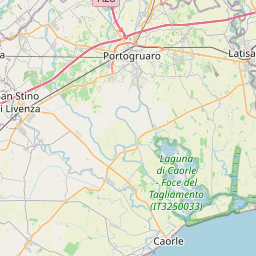 A28
Portogruaro
Latisa
San Stino
di Livenza
Laguna
di Caorle
- Foce del
Tagliamento
(IT3250033)
Caorle